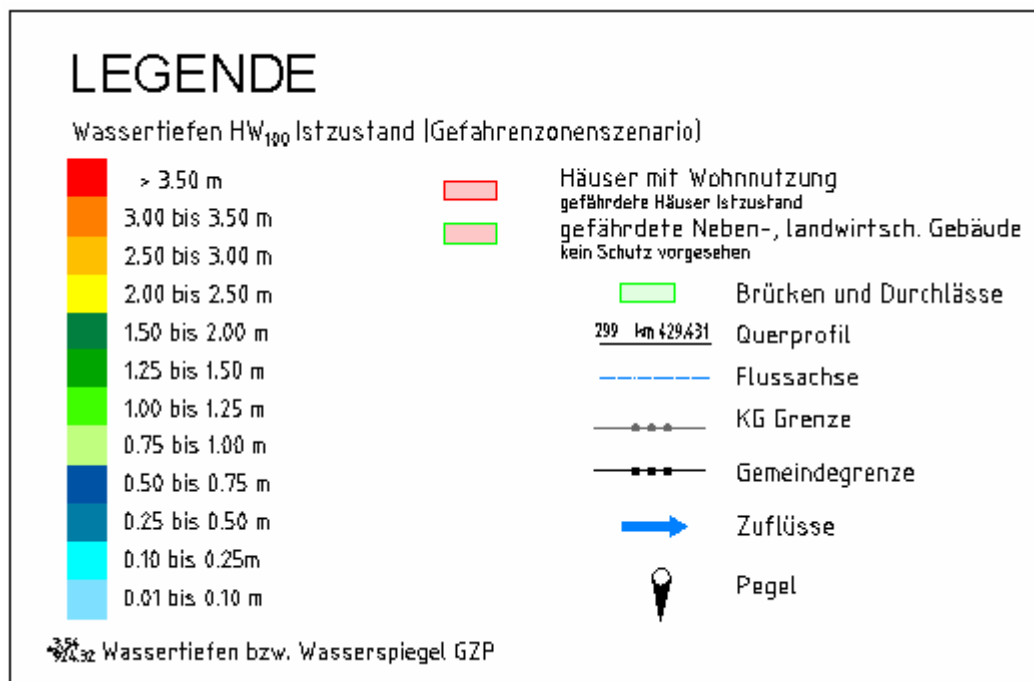 LEGENDE
Wassertiefen HW100 Istzustand (Gefahrenzonenszenario)
> 3.50 m
3.00 bis 3.50 m
2.50 bis 3.00 m
2.00 bis 2.50 m
1.50 bis 2.00 m
1.25 bis 1.50 m
1.00 bis 1.25 m
0.75 bis 1.00 m
0.50 bis 0.75 m
0.25 bis 0.50 m
0.10 bis 0.25m
0.01 bis 0.10 m
Häuser mit Wohnnutzung
gefährdete Häuser Istzustand
gefährdete Neben-, landwirtsch. Gebäude
kein Schutz vorgesehen
Brücken und Durchlässe
299 km 429.431 Querprofil
Flussachse
KG Grenze
Gemeindegrenze
Zuflüsse
Pegel
3.54
924.32 Wassertiefen bzw. Wasserspiegel GZP